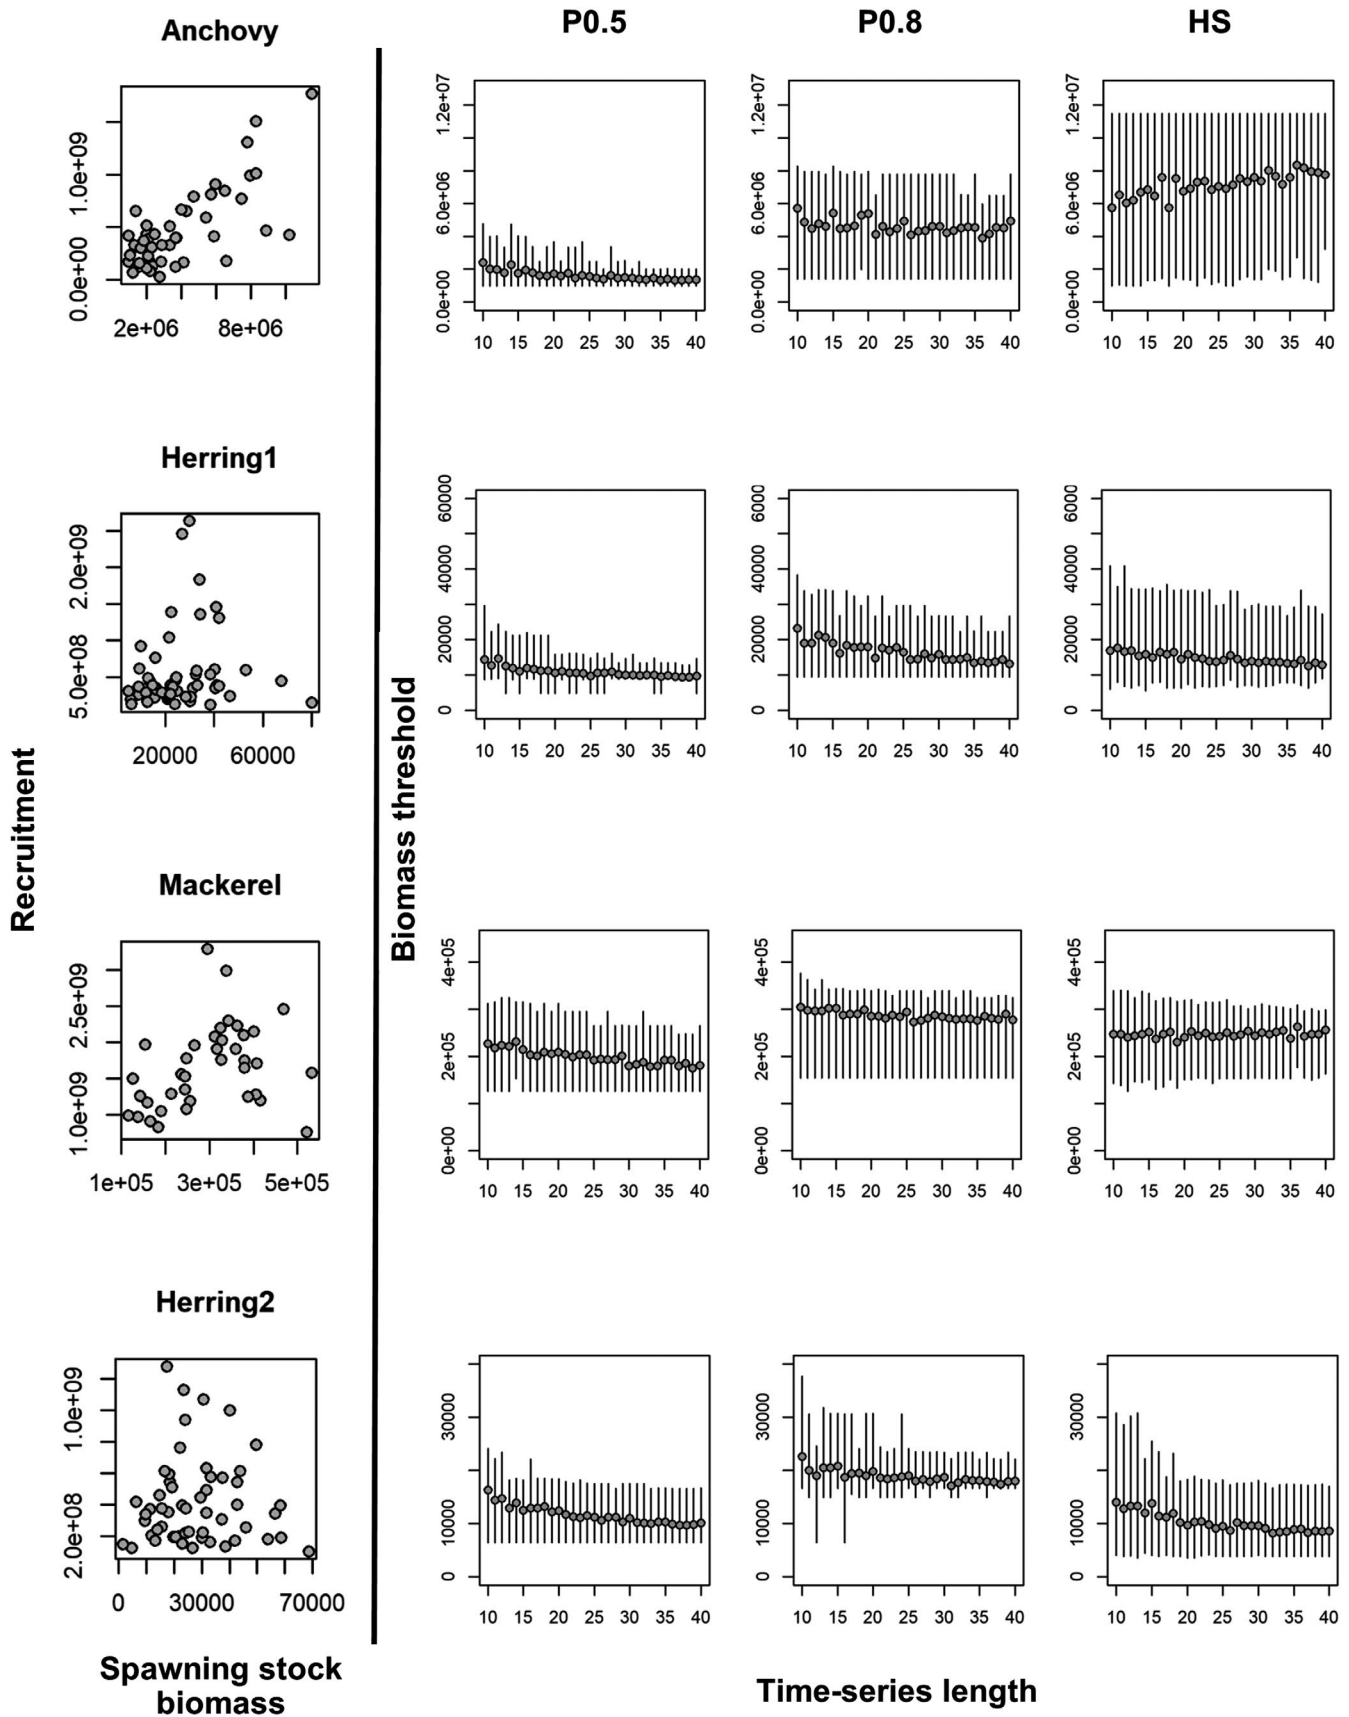 Anchovy
P0.5
P0.8
HS
0.0e+00 1.0e+09
2e+06 8e+06
0.0e+00 6.0e+06 1.2e+07
10 15 20 25 30 35 40
0.0e+00 6.0e+06 1.2e+07
10 15 20 25 30 35 40
0.0e+00 6.0e+06 1.2e+07
10 15 20 25 30 35 40
Herring1
5.0e+08 2.0e+09
20000 60000
0 20000 40000 60000
10 15 20 25 30 35 40
0 20000 40000 60000
10 15 20 25 30 35 40
0 20000 40000 60000
10 15 20 25 30 35 40
Recruitment
Biomass threshold
Mackerel
1.0e+09 2.5e+09
1e+05 3e+05 5e+05
0e+00 2e+05 4e+05
10 15 20 25 30 35 40
0e+00 2e+05 4e+05
10 15 20 25 30 35 40
0e+00 2e+05 4e+05
10 15 20 25 30 35 40
Herring2
2.0e+08 1.0e+09
0 30000 70000
0 10000 30000
10 15 20 25 30 35 40
0 10000 30000
10 15 20 25 30 35 40
0 10000 30000
10 15 20 25 30 35 40
Spawning stock
biomass
Time-series length